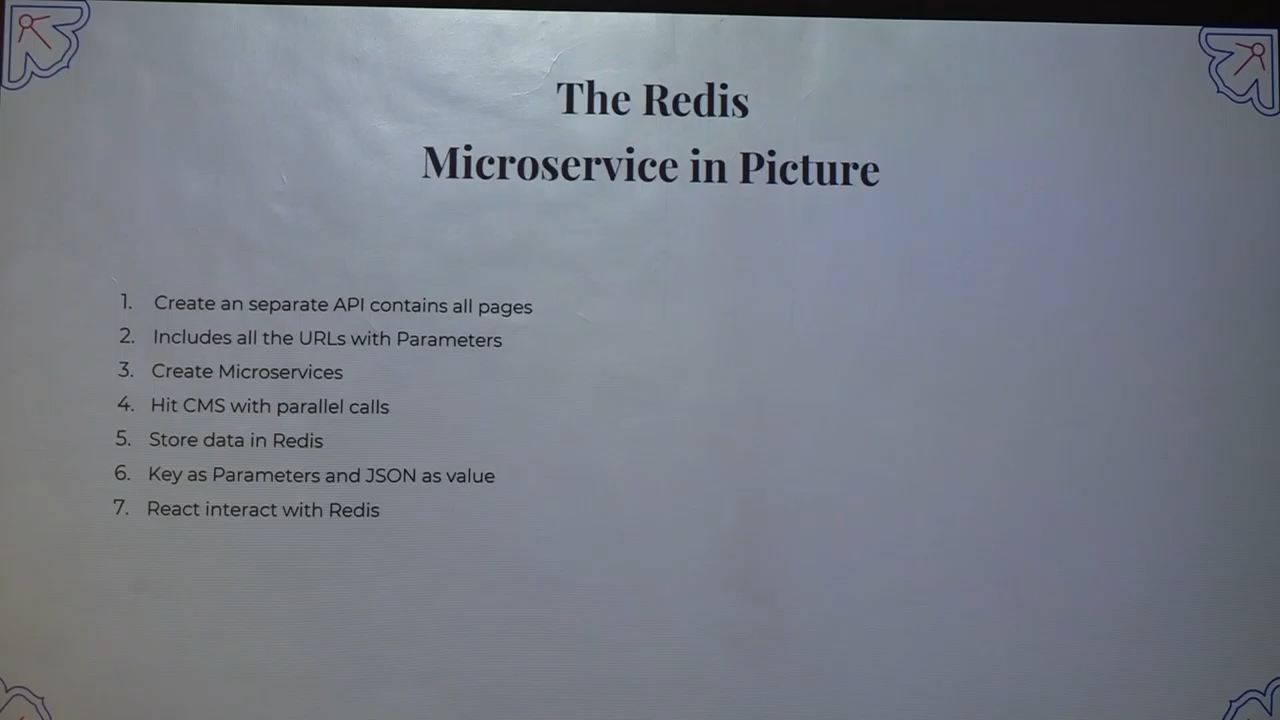 The Redis
Microservice in Picture
1. Create an separate API contains all pages
2. Includes all the URLs with Parameters
3. Create Microservices
4. Hit CMS with parallel calls
5. Store data in Redis
6. Key as Parameters and JSON as value
7. React interact with Redis